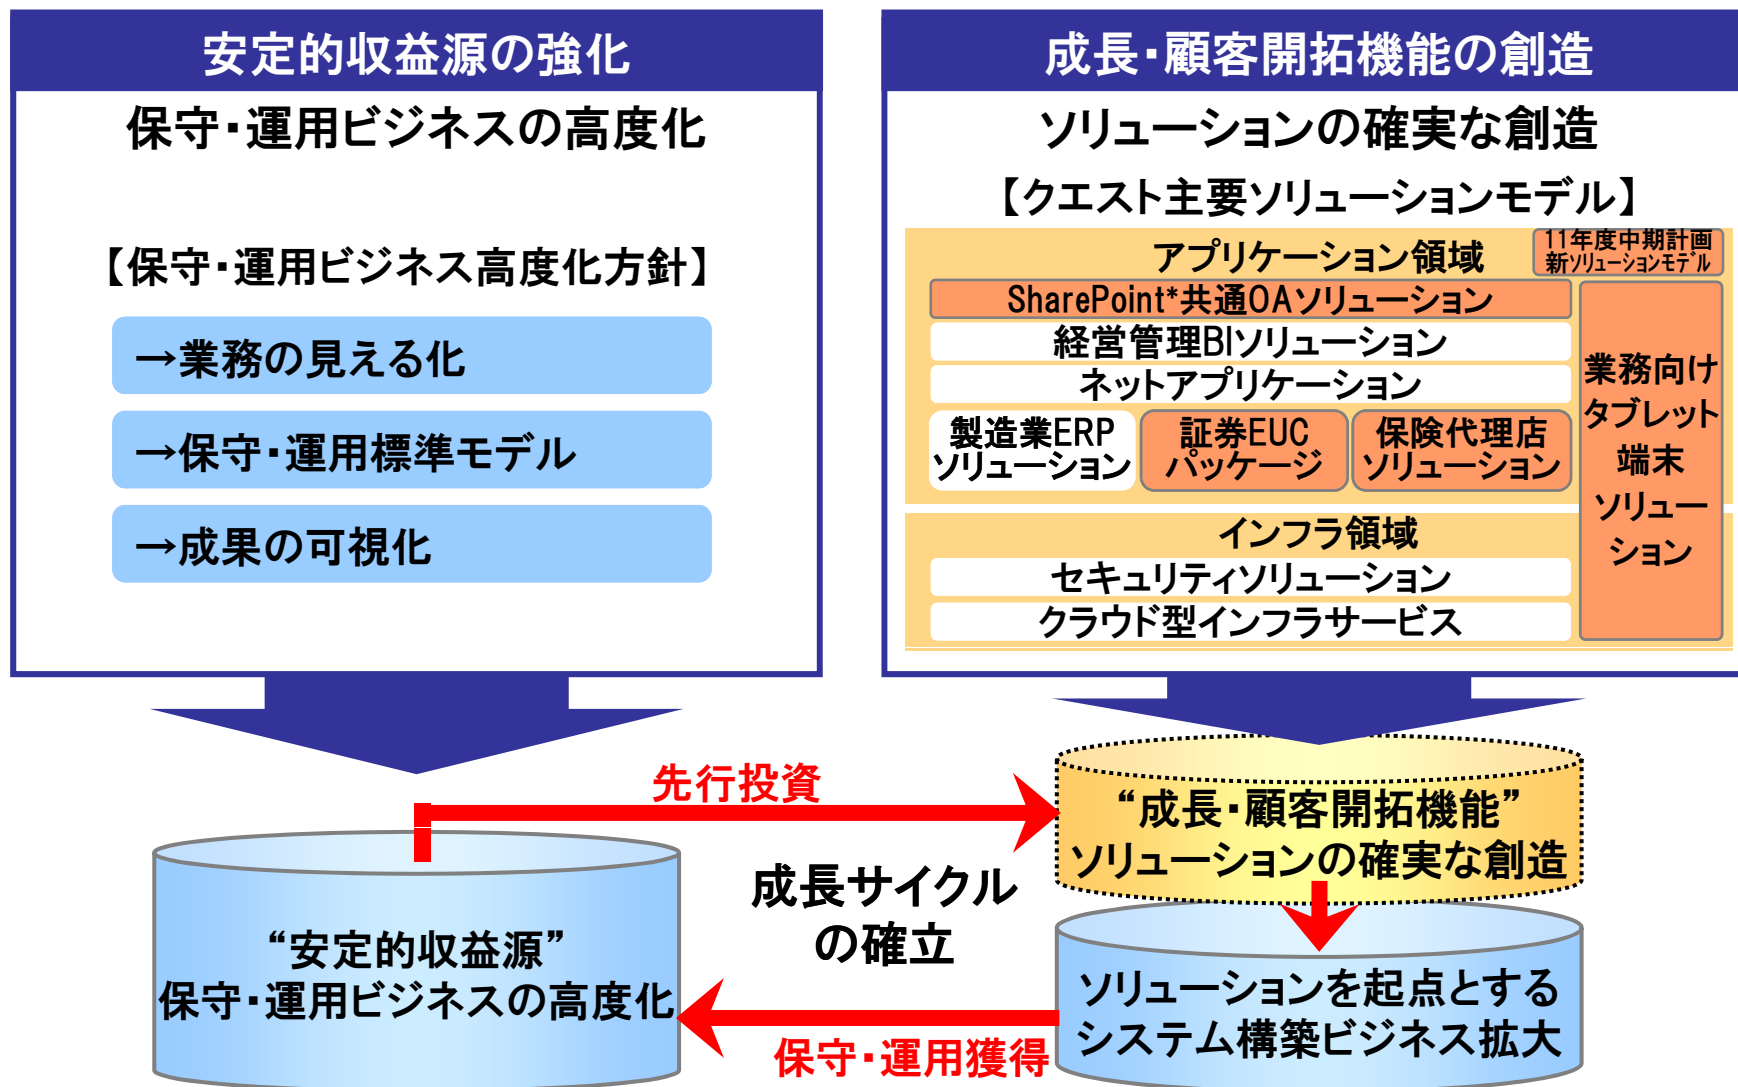 安定的収益源の強化
保守・運用ビジネスの高度化
【保守・運用ビジネス高度化方針】
→業務の見える化
→保守・運用標準モデル
→成果の可視化
成長・顧客開拓機能の創造
ソリューションの確実な創造
【クエスト主要ソリューションモデル】
アプリケーション領域
11年度中期計画
新ソリューションモデル
SharePoint*共通OAソリューション
経営管理BIソリューション
ネットアプリケーション
製造業ERP
ソリューション
証券EUC
パッケージ
保険代理店
ソリューション
業務向け
タブレット
端末
ソリュー
ション
インフラ領域
セキュリティソリューション
クラウド型インフラサービス
先行投資
“成長・顧客開拓機能”
ソリューションの確実な創造
成長サイクル
の確立
“安定的収益源”
保守・運用ビジネスの高度化
ソリューションを起点とする
システム構築ビジネス拡大
保守・運用獲得